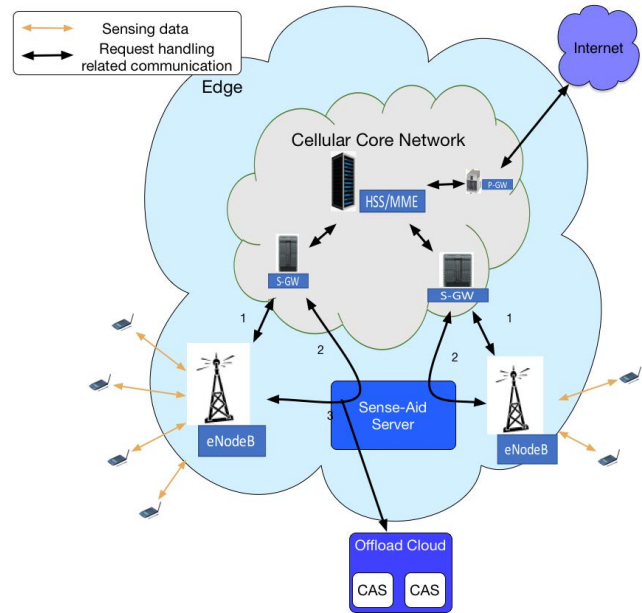 Sensing data
Request handling
related communication
Internet
Edge
Cellular Core Network
P-GW
HSS/MME
S-GW
S-GW
1
1
2
2
Sense-Aid
Server
3
eNodeB
eNodeB
Offload Cloud
CAS
CAS